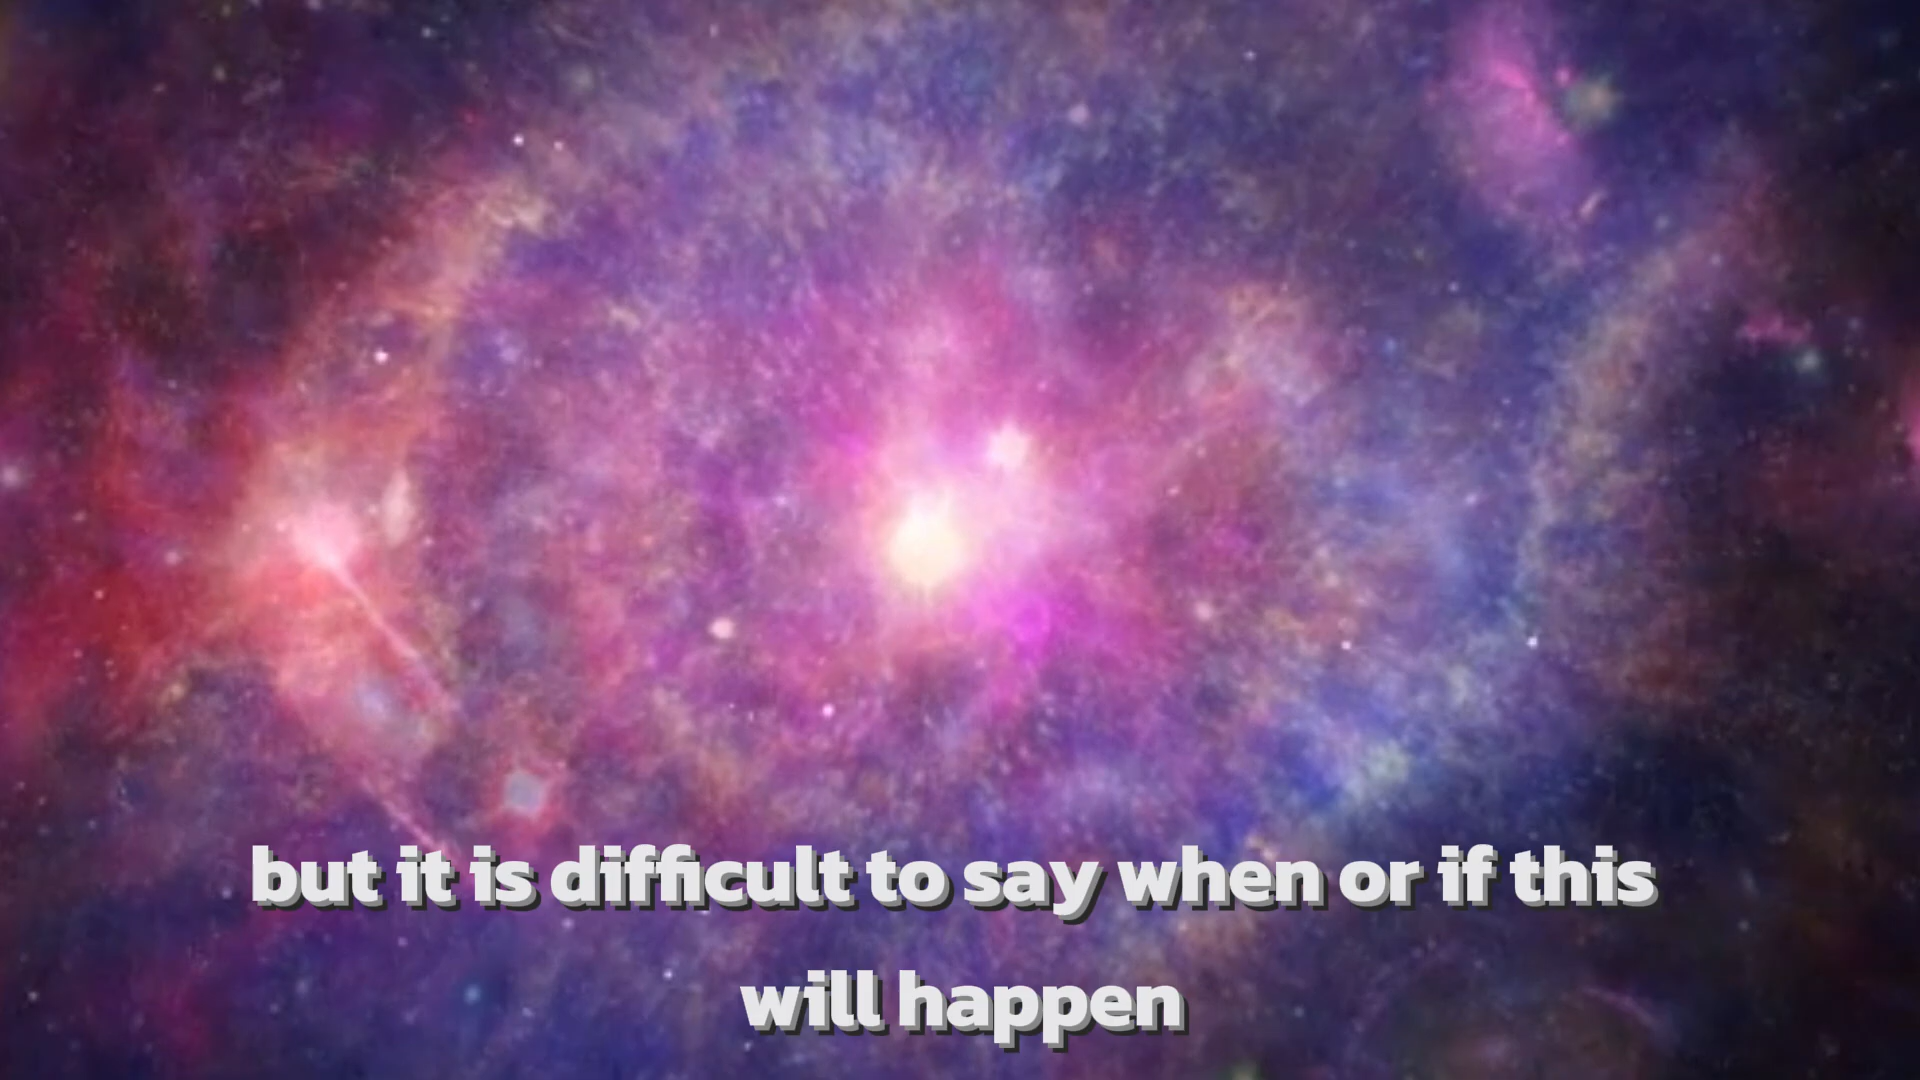 but it is difficult to say when or if this
will happen